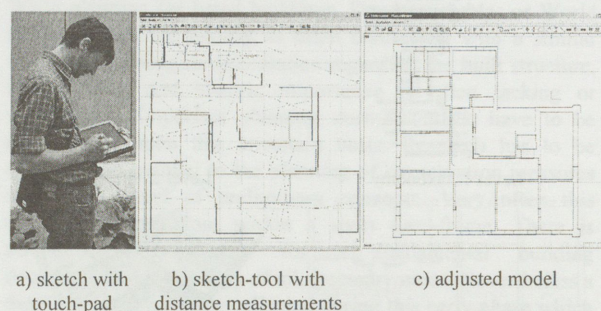 a) sketch with
touch-pad
b) sketch-tool with
distance measurements
c) adjusted model